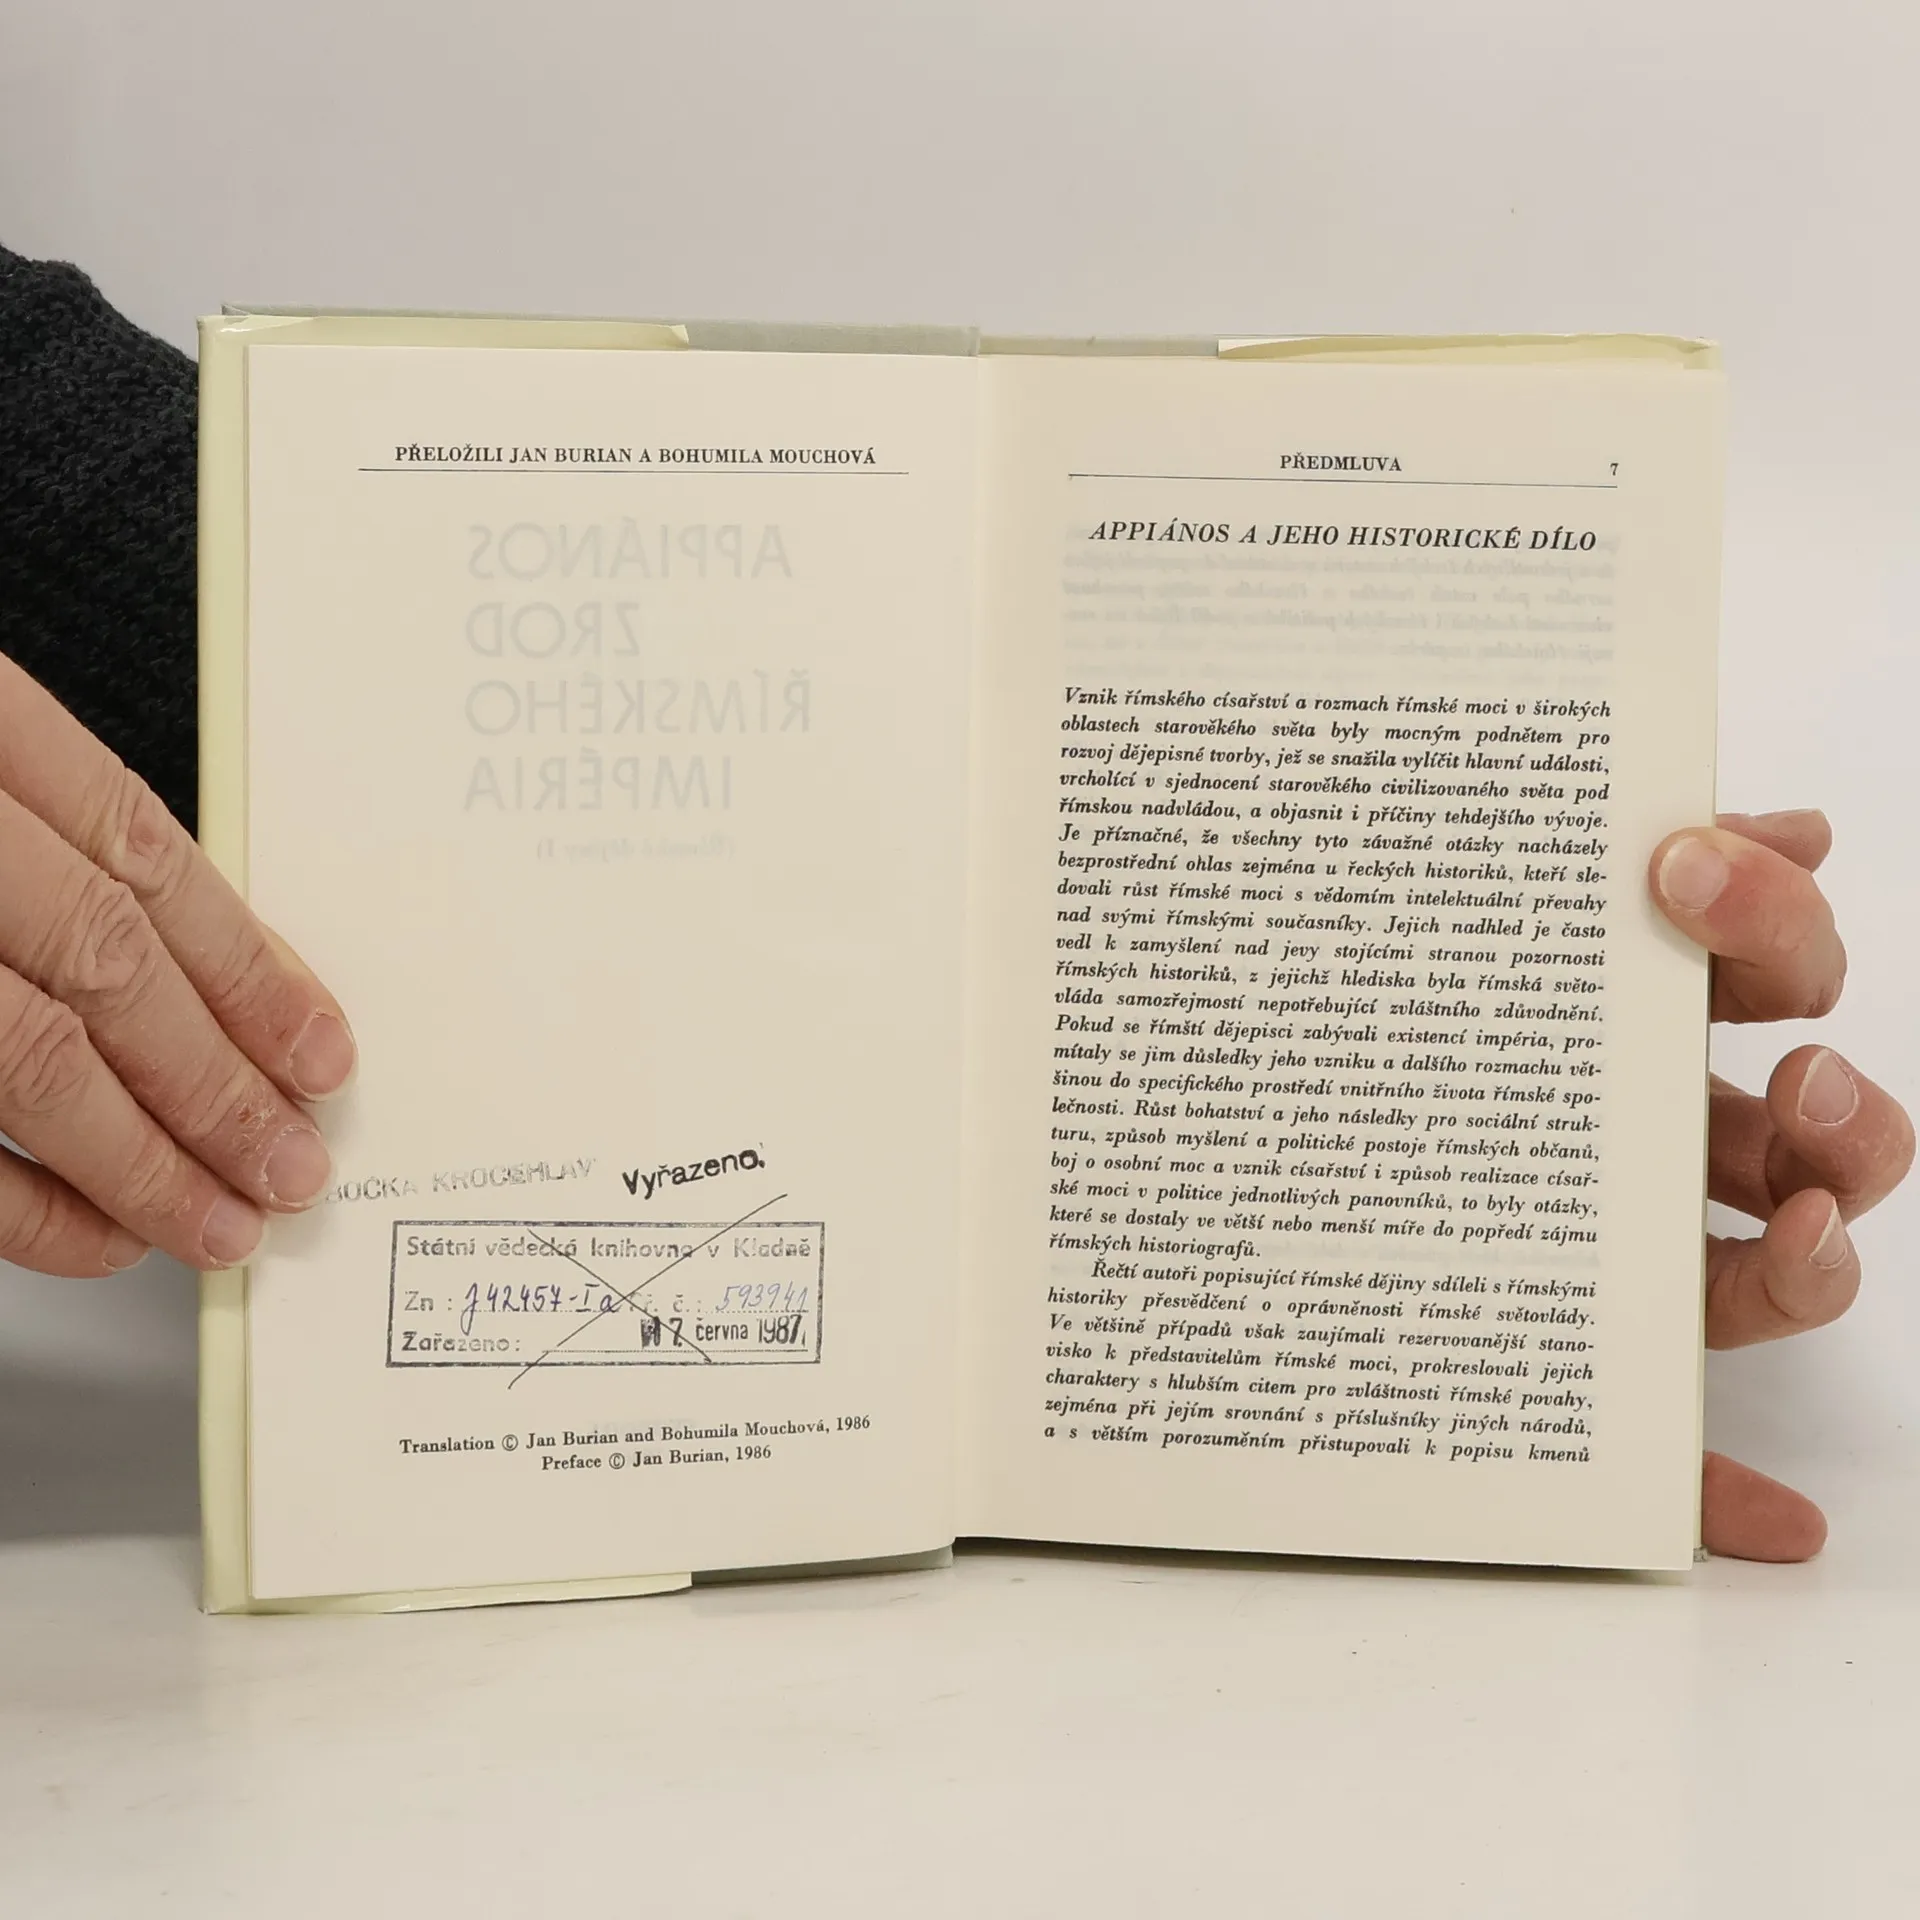 PŘELOŽILI JAN BURIAN A BOHUMILA MOUCHOVÁ
APPIÁNOS
ZROD
ŘÍMSKÉHO
IMPÉRIA
BOČKA KROČEHLAV
Vyřazeno.
Státní vědecká knihovna v Kladně
Zn : J 42457-Ia Př. č. : 593941
Zařazeno: 17. června 1987
Translation © Jan Burian and Bohumila Mouchová, 1986
Preface © Jan Burian, 1986
PŘEDMLUVA 7
APPIÁNOS A JEHO HISTORICKÉ DÍLO
Vznik římského císařství a rozmach římské moci v širokých
oblastech starověkého světa byly mocným podnětem pro
rozvoj dějepisné tvorby, jež se snažila vylíčit hlavní události,
vrcholící v sjednocení starověkého civilizovaného světa pod
římskou nadvládou, a objasnit i příčiny tehdejšího vývoje.
Je příznačné, že všechny tyto závažné otázky nacházely
bezprostřední ohlas zejména u řeckých historiků, kteří sle-
dovali růst římské moci s vědomím intelektuální převahy
nad svými římskými současníky. Jejich nadhled je často
vedl k zamyšlení nad jevy stojícími stranou pozornosti
římských historiků, z jejichž hlediska byla římská světo-
vláda samozřejmostí nepotřebující zvláštního zdůvodnění.
Pokud se římští dějepisci zabývali existencí impéria, pro-
mítaly se jim důsledky jeho vzniku a dalšího rozmachu vět-
šinou do specifického prostředí vnitřního života římské spo-
lečnosti. Růst bohatství a jeho následky pro sociální struk-
turu, způsob myšlení a politické postoje římských občanů,
boj o osobní moc a vznik císařství i způsob realizace císař-
ské moci v politice jednotlivých panovníků, to byly otázky,
které se dostaly ve větší nebo menší míře do popředí zájmu
římských historiografů.
Řečtí autoři popisující římské dějiny sdíleli s římskými
historiky přesvědčení o oprávněnosti římské světovlády.
Ve většině případů však zaujímali rezervovanější stano-
visko k představitelům římské moci, prokreslovali jejich
charaktery s hlubším citem pro zvláštnosti římské povahy,
zejména při jejím srovnání s příslušníky jiných národů,
a s větším porozuměním přistupovali k popisu kmenů